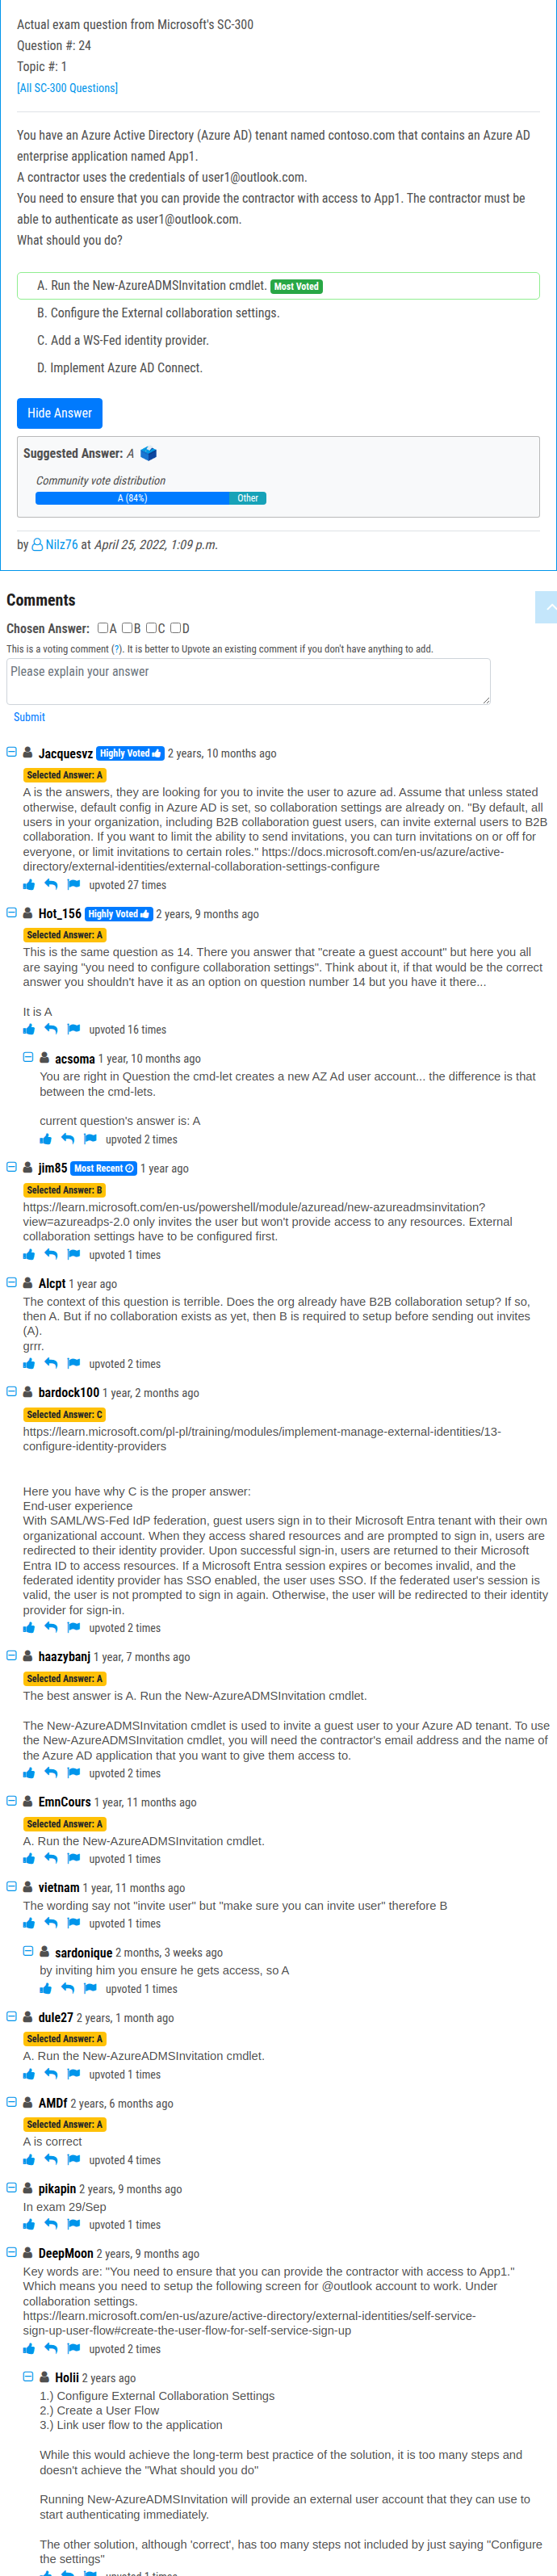 Actual exam question from Microsoft's SC-300
Question #: 24
Topic #: 1
[All SC-300 Questions]
You have an Azure Active Directory (Azure AD) tenant named contoso.com that contains an Azure AD
enterprise application named App1.
A contractor uses the credentials of user1@outlook.com.
You need to ensure that you can provide the contractor with access to App1. The contractor must be
able to authenticate as user1@outlook.com.
What should you do?
A. Run the New-AzureADMSInvitation cmdlet. Most Voted
B. Configure the External collaboration settings.
C. Add a WS-Fed identity provider.
D. Implement Azure AD Connect.
Hide Answer
Suggested Answer: A
Community vote distribution
A (84%) Other
by Nilz76 at April 25, 2022, 1:09 p.m.
Comments
Chosen Answer: A B C D
This is a voting comment (?). It is better to Upvote an existing comment if you don't have anything to add.
Please explain your answer
Submit
Jacquesvz Highly Voted 2 years, 10 months ago
Selected Answer: A
A is the answers, they are looking for you to invite the user to azure ad. Assume that unless stated
otherwise, default config in Azure AD is set, so collaboration settings are already on. "By default, all
users in your organization, including B2B collaboration guest users, can invite external users to B2B
collaboration. If you want to limit the ability to send invitations, you can turn invitations on or off for
everyone, or limit invitations to certain roles." https://docs.microsoft.com/en-us/azure/active-
directory/external-identities/external-collaboration-settings-configure
upvoted 27 times
Hot_156 Highly Voted 2 years, 9 months ago
Selected Answer: A
This is the same question as 14. There you answer that "create a guest account" but here you all
are saying "you need to configure collaboration settings". Think about it, if that would be the correct
answer you shouldn't have it as an option on question number 14 but you have it there...
It is A
upvoted 16 times
acsoma 1 year, 10 months ago
You are right in Question the cmd-let creates a new AZ Ad user account... the difference is that
between the cmd-lets.
current question's answer is: A
upvoted 2 times
jim85 Most Recent 1 year ago
Selected Answer: B
https://learn.microsoft.com/en-us/powershell/module/azuread/new-azureadmsinvitation?
view=azureadps-2.0 only invites the user but won't provide access to any resources. External
collaboration settings have to be configured first.
upvoted 1 times
Alcpt 1 year ago
The context of this question is terrible. Does the org already have B2B collaboration setup? If so,
then A. But if no collaboration exists as yet, then B is required to setup before sending out invites
(A).
grrr.
upvoted 2 times
bardock100 1 year, 2 months ago
Selected Answer: C
https://learn.microsoft.com/pl-pl/training/modules/implement-manage-external-identities/13-
configure-identity-providers
Here you have why C is the proper answer:
End-user experience
With SAML/WS-Fed IdP federation, guest users sign in to their Microsoft Entra tenant with their own
organizational account. When they access shared resources and are prompted to sign in, users are
redirected to their identity provider. Upon successful sign-in, users are returned to their Microsoft
Entra ID to access resources. If a Microsoft Entra session expires or becomes invalid, and the
federated identity provider has SSO enabled, the user uses SSO. If the federated user's session is
valid, the user is not prompted to sign in again. Otherwise, the user will be redirected to their identity
provider for sign-in.
upvoted 2 times
haazybanj 1 year, 7 months ago
Selected Answer: A
The best answer is A. Run the New-AzureADMSInvitation cmdlet.
The New-AzureADMSInvitation cmdlet is used to invite a guest user to your Azure AD tenant. To use
the New-AzureADMSInvitation cmdlet, you will need the contractor's email address and the name of
the Azure AD application that you want to give them access to.
upvoted 2 times
EmnCours 1 year, 11 months ago
Selected Answer: A
A. Run the New-AzureADMSInvitation cmdlet.
upvoted 1 times
vietnam 1 year, 11 months ago
The wording say not "invite user" but "make sure you can invite user" therefore B
upvoted 1 times
sardonique 2 months, 3 weeks ago
by inviting him you ensure he gets access, so A
upvoted 1 times
dule27 2 years, 1 month ago
Selected Answer: A
A. Run the New-AzureADMSInvitation cmdlet.
upvoted 1 times
AMDf 2 years, 6 months ago
Selected Answer: A
A is correct
upvoted 4 times
pikapin 2 years, 9 months ago
In exam 29/Sep
upvoted 1 times
DeepMoon 2 years, 9 months ago
Key words are: "You need to ensure that you can provide the contractor with access to App1."
Which means you need to setup the following screen for @outlook account to work. Under
collaboration settings.
https://learn.microsoft.com/en-us/azure/active-directory/external-identities/self-service-
sign-up-user-flow#create-the-user-flow-for-self-service-sign-up
upvoted 2 times
Holii 2 years ago
1.) Configure External Collaboration Settings
2.) Create a User Flow
3.) Link user flow to the application
While this would achieve the long-term best practice of the solution, it is too many steps and
doesn't achieve the "What should you do"
Running New-AzureADMSInvitation will provide an external user account that they can use to
start authenticating immediately.
The other solution, although 'correct', has too many steps not included by just saying "Configure
the settings"